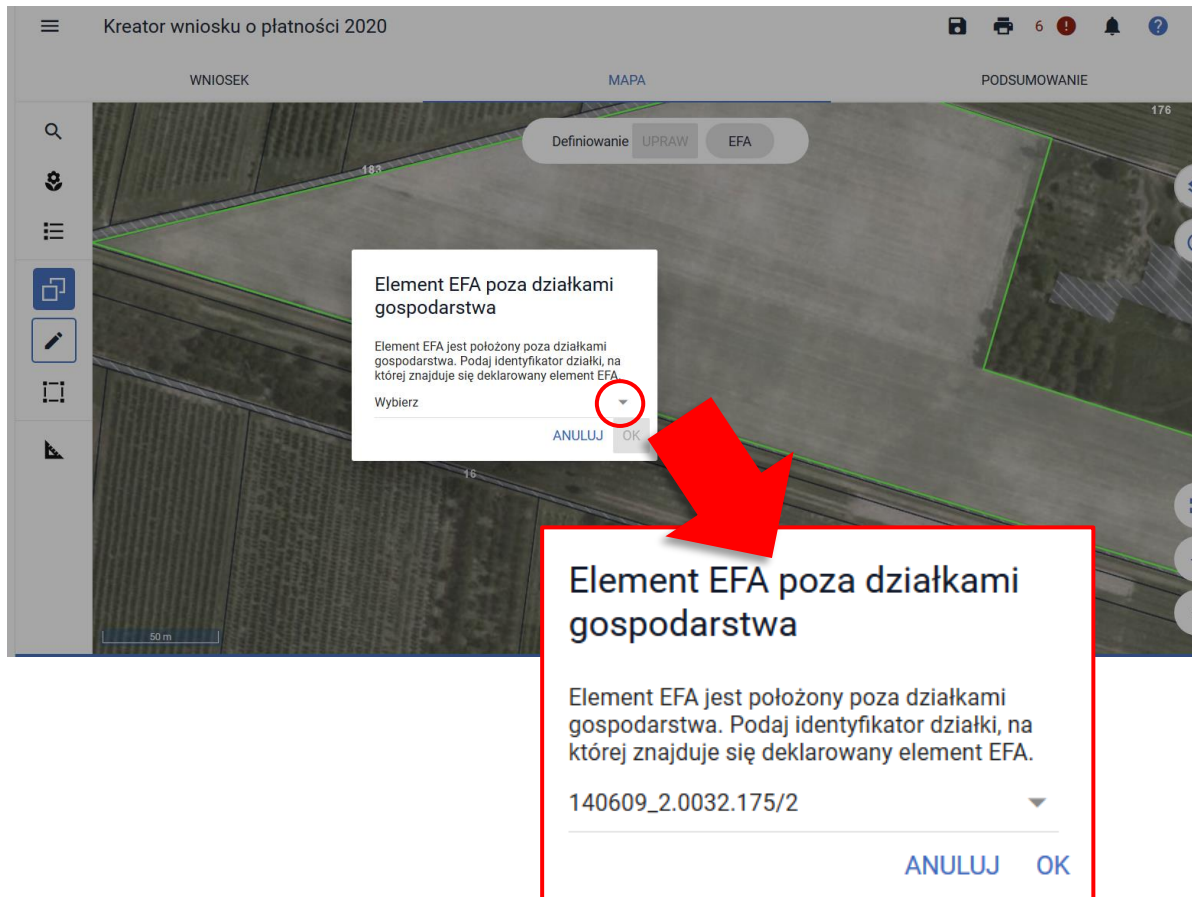 Kreator wniosku o płatności 2020
6
WNIOSEK
MAPA
PODSUMOWANIE
176
Definiowanie UPRAW EFA
183
Element EFA poza działkami
gospodarstwa
Element EFA jest położony poza działkami
gospodarstwa. Podaj identyfikator działki, na
której znajduje się deklarowany element EFA.
Wybierz
ANULUJ OK
16
50 m
Element EFA poza działkami
gospodarstwa
Element EFA jest położony poza działkami
gospodarstwa. Podaj identyfikator działki, na
której znajduje się deklarowany element EFA.
140609_2.0032.175/2
ANULUJ OK